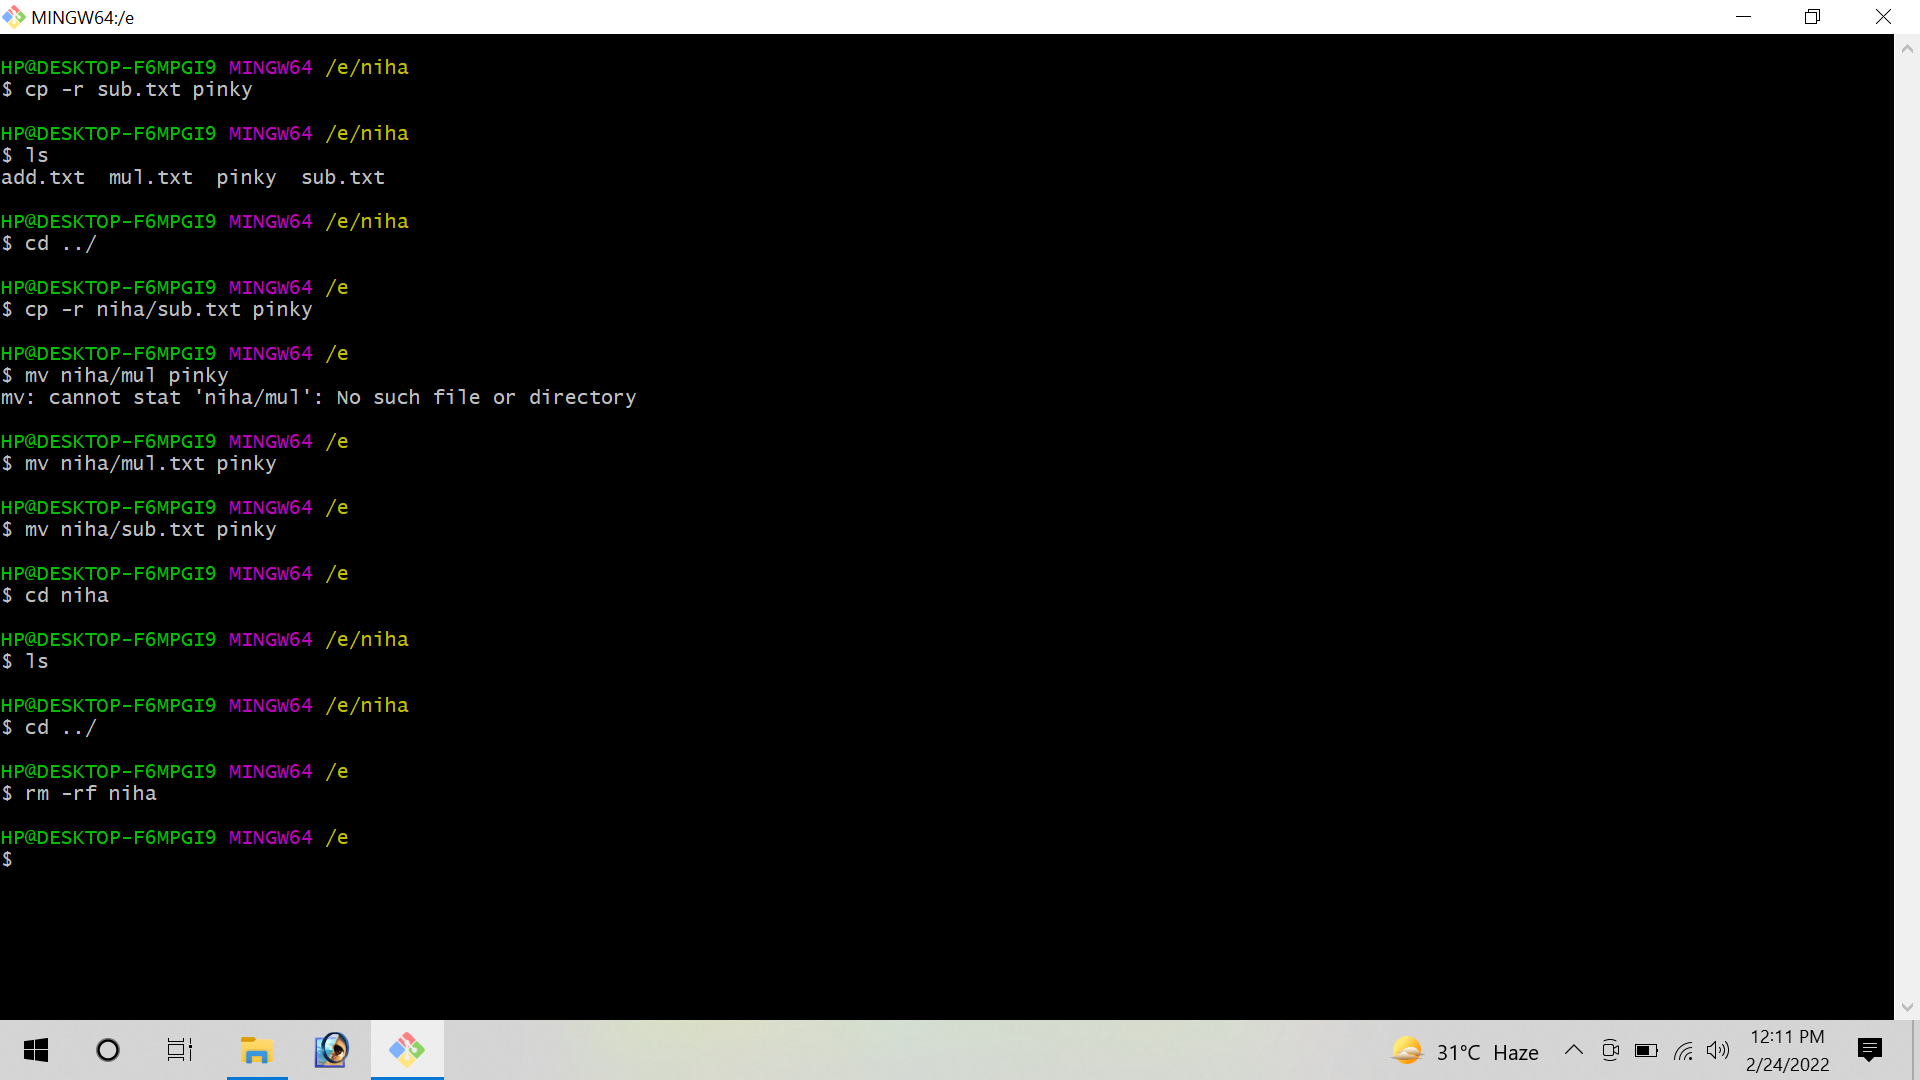 MINGW64:/e
HP@DESKTOP-F6MPGI9 MINGW64 /e/niha
$ cp -r sub.txt pinky
HP@DESKTOP-F6MPGI9 MINGW64 /e/niha
$ ls
add.txt  mul.txt  pinky  sub.txt
HP@DESKTOP-F6MPGI9 MINGW64 /e/niha
$ cd ../
HP@DESKTOP-F6MPGI9 MINGW64 /e
$ cp -r niha/sub.txt pinky
HP@DESKTOP-F6MPGI9 MINGW64 /e
$ mv niha/mul pinky
mv: cannot stat 'niha/mul': No such file or directory
HP@DESKTOP-F6MPGI9 MINGW64 /e
$ mv niha/mul.txt pinky
HP@DESKTOP-F6MPGI9 MINGW64 /e
$ mv niha/sub.txt pinky
HP@DESKTOP-F6MPGI9 MINGW64 /e
$ cd niha
HP@DESKTOP-F6MPGI9 MINGW64 /e/niha
$ ls
HP@DESKTOP-F6MPGI9 MINGW64 /e/niha
$ cd ../
HP@DESKTOP-F6MPGI9 MINGW64 /e
$ rm -rf niha
HP@DESKTOP-F6MPGI9 MINGW64 /e
$
31°C Haze
12:11 PM
2/24/2022